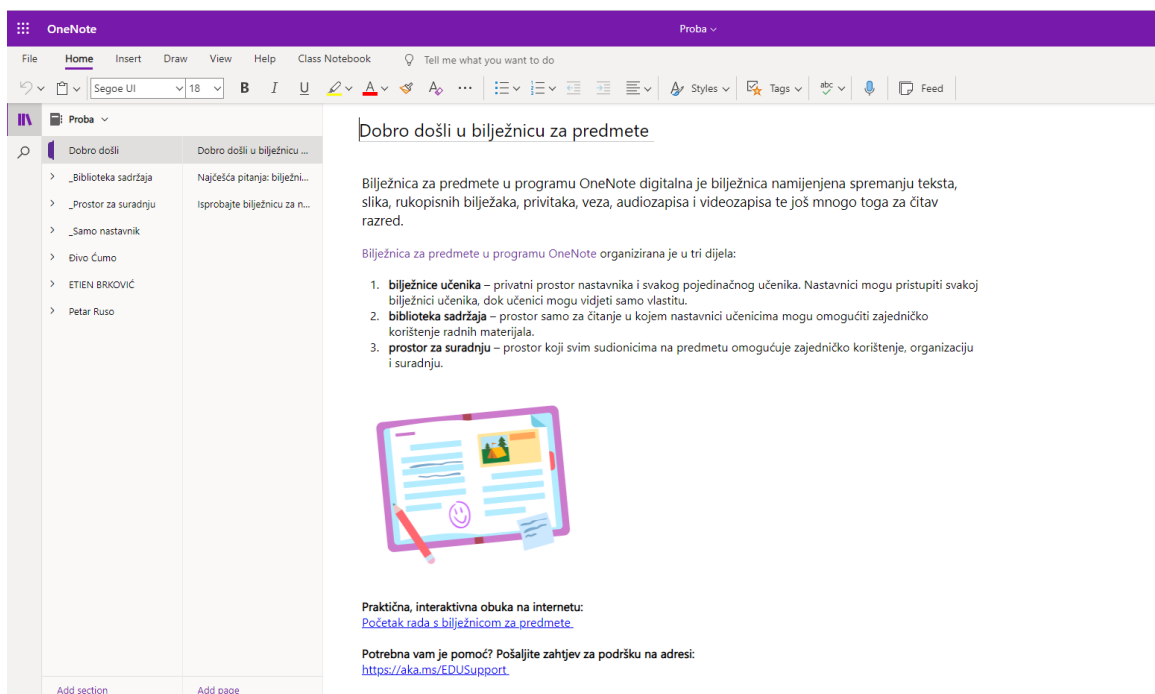 OneNote
Proba
File Home Insert Draw View Help Class Notebook Tell me what you want to do
Segoe UI 18 B I U A A Styles Tags abc Feed
Proba
Dobro došli
_Biblioteka sadržaja
_Prostor za suradnju
_Samo nastavnik
Đivo Ćumo
ETIEN BRKOVIĆ
Petar Ruso
Add section
Dobro došli u bilježnicu ...
Najčešća pitanja: bilježni...
Isprobajte bilježnicu za n...
Add page
Dobro došli u bilježnicu za predmete
Bilježnica za predmete u programu OneNote digitalna je bilježnica namijenjena spremanju teksta,
slika, rukopisnih bilježaka, privitaka, veza, audiozapisa i videozapisa te još mnogo toga za čitav
razred.
Bilježnica za predmete u programu OneNote organizirana je u tri dijela:
1. bilježnice učenika – privatni prostor nastavnika i svakog pojedinačnog učenika. Nastavnici mogu pristupiti svakoj
bilježnici učenika, dok učenici mogu vidjeti samo vlastitu.
2. biblioteka sadržaja – prostor samo za čitanje u kojem nastavnici učenicima mogu omogućiti zajedničko
korištenje radnih materijala.
3. prostor za suradnju – prostor koji svim sudionicima na predmetu omogućuje zajedničko korištenje, organizaciju
i suradnju.
Praktična, interaktivna obuka na internetu:
Početak rada s bilježnicom za predmete
Potrebna vam je pomoć? Pošaljite zahtjev za podršku na adresi:
https://aka.ms/EDUSupport